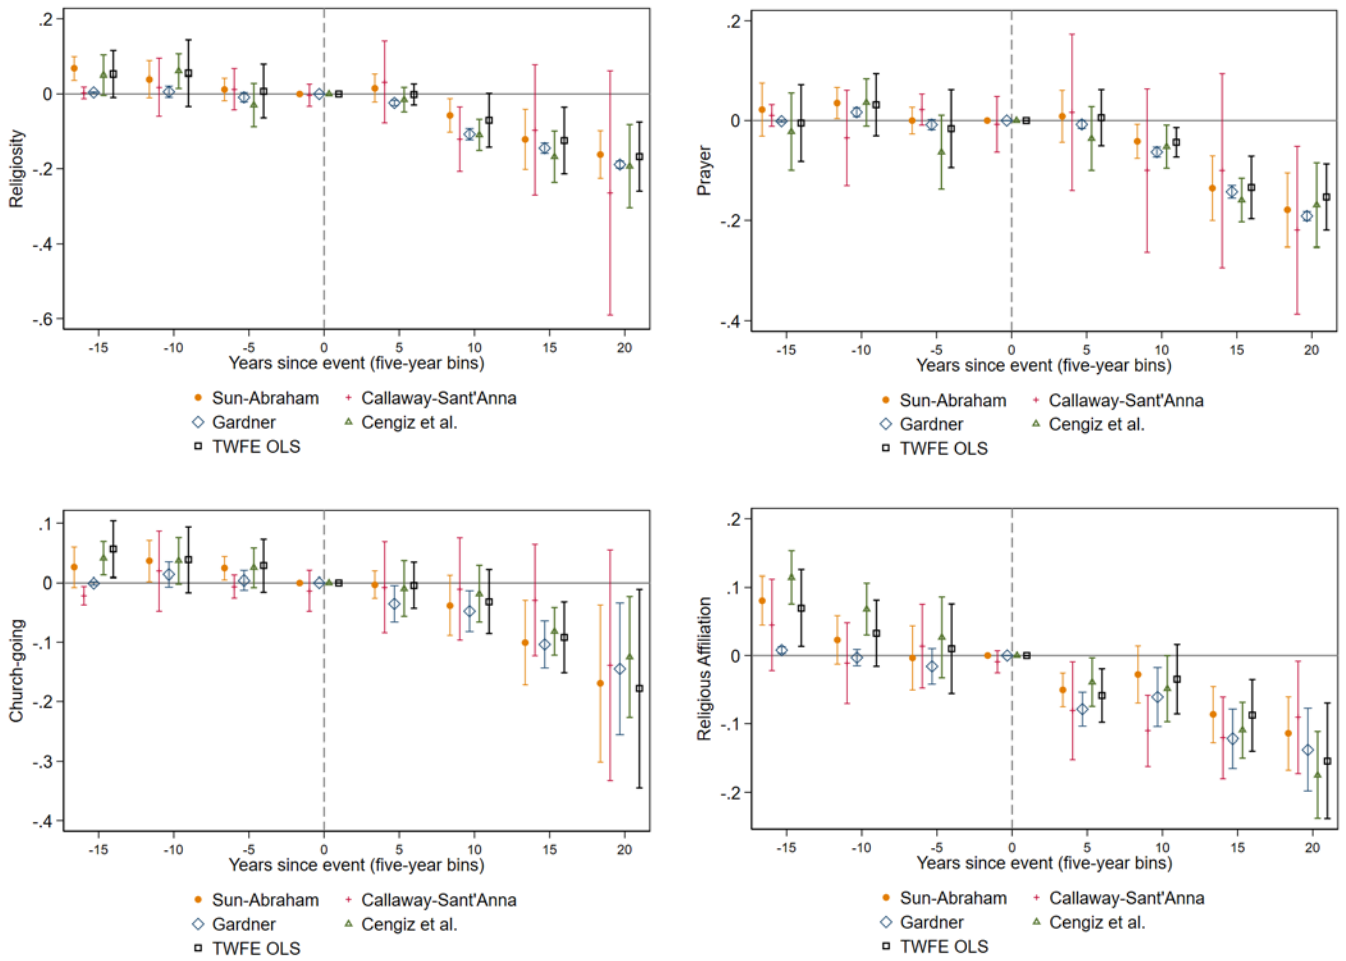 .2
0
-.2
-.4
-.6
Religiosity
-15 -10 -5 0 5 10 15 20
Years since event (five-year bins)
Sun-Abraham Callaway-Sant'Anna
Gardner Cengiz et al.
TWFE OLS
.2
0
-.2
-.4
Prayer
-15 -10 -5 0 5 10 15 20
Years since event (five-year bins)
Sun-Abraham Callaway-Sant'Anna
Gardner Cengiz et al.
TWFE OLS
.1
0
-.1
-.2
-.3
-.4
Church-going
-15 -10 -5 0 5 10 15 20
Years since event (five-year bins)
Sun-Abraham Callaway-Sant'Anna
Gardner Cengiz et al.
TWFE OLS
.2
.1
0
-.1
-.2
Religious Affiliation
-15 -10 -5 0 5 10 15 20
Years since event (five-year bins)
Sun-Abraham Callaway-Sant'Anna
Gardner Cengiz et al.
TWFE OLS